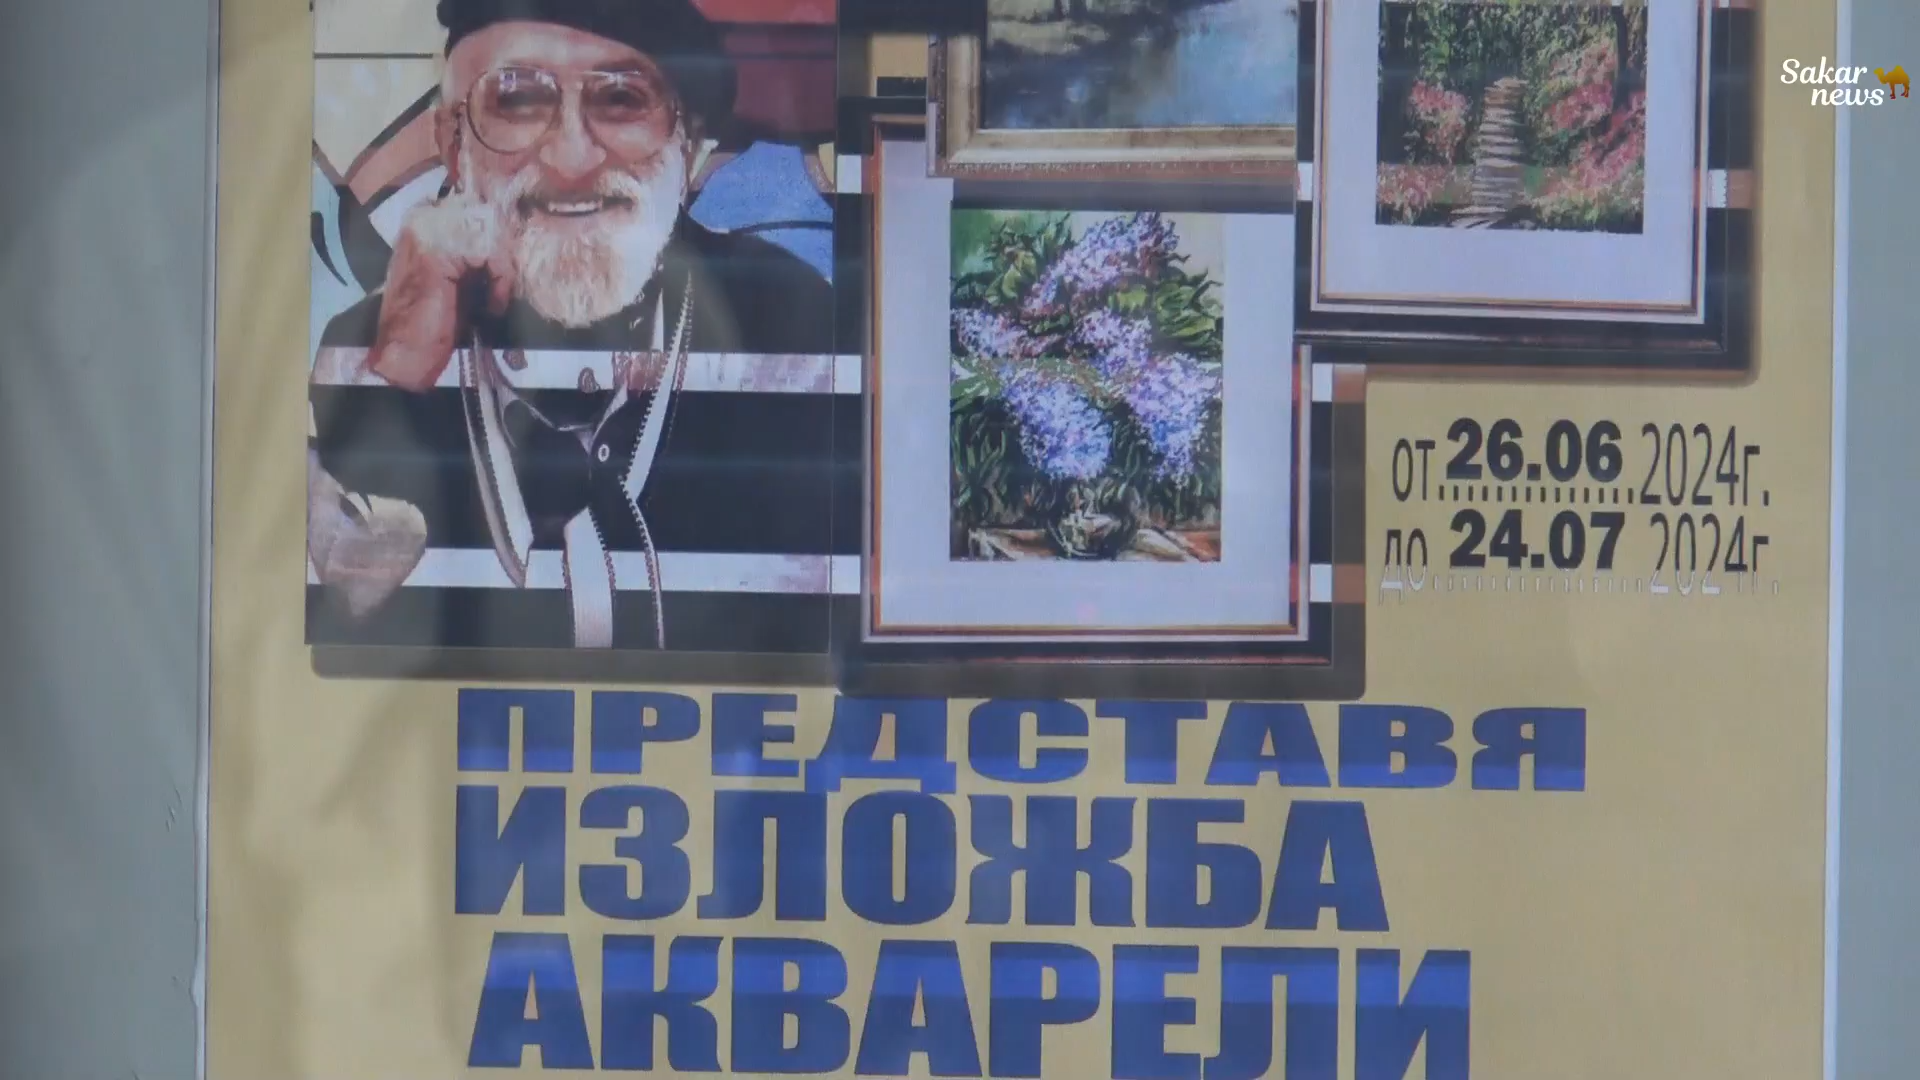 Sakar
news
от 26.06 2024г.
до 24.07 2024г.
ПРЕДСТАВЯ
ИЗЛОЖБА
АКВАРЕЛИ